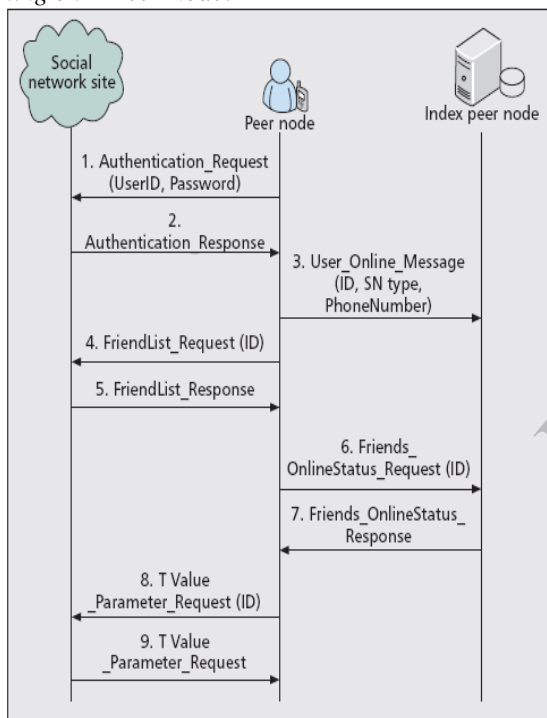 Social
network site
Peer node
Index peer node
1. Authentication_Request
(UserID, Password)
2.
Authentication_Response
3. User_Online_Message
(ID, SN type,
PhoneNumber)
4. FriendList_Request (ID)
5. FriendList_Response
6. Friends_
OnlineStatus_Request (ID)
7. Friends_OnlineStatus_
Response
8. T Value
_Parameter_Request (ID)
9. T Value
_Parameter_Request